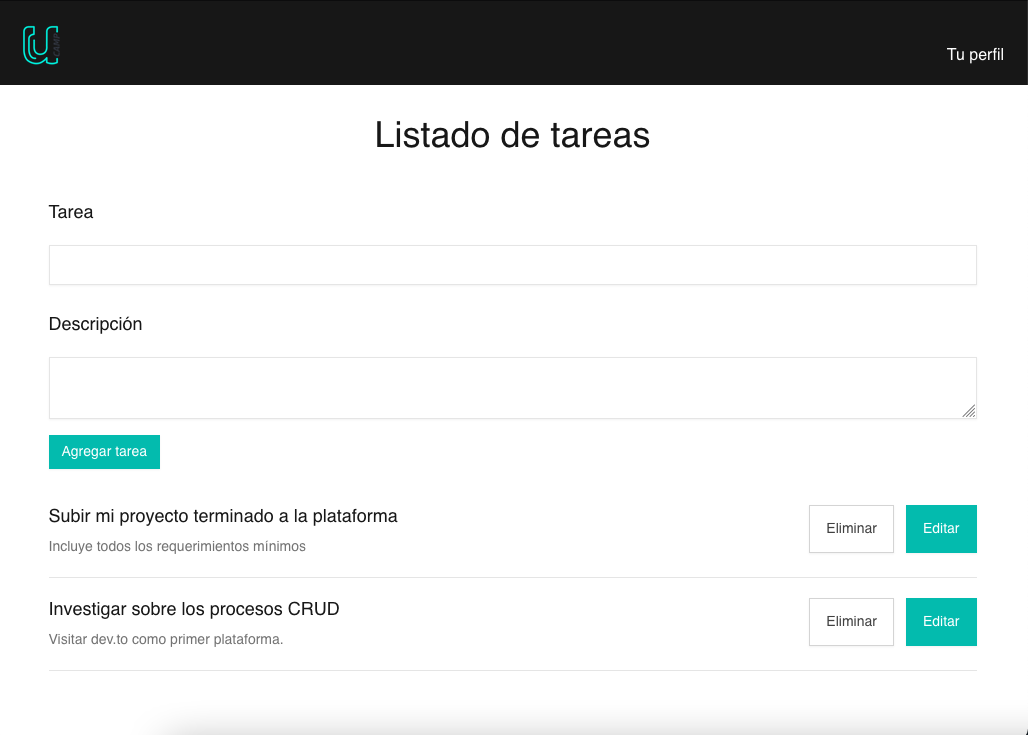 U CAMP
Tu perfil
Listado de tareas
Tarea
Descripción
Agregar tarea
Subir mi proyecto terminado a la plataforma
Incluye todos los requerimientos mínimos
Eliminar
Editar
Investigar sobre los procesos CRUD
Visitar dev.to como primer plataforma.
Eliminar
Editar